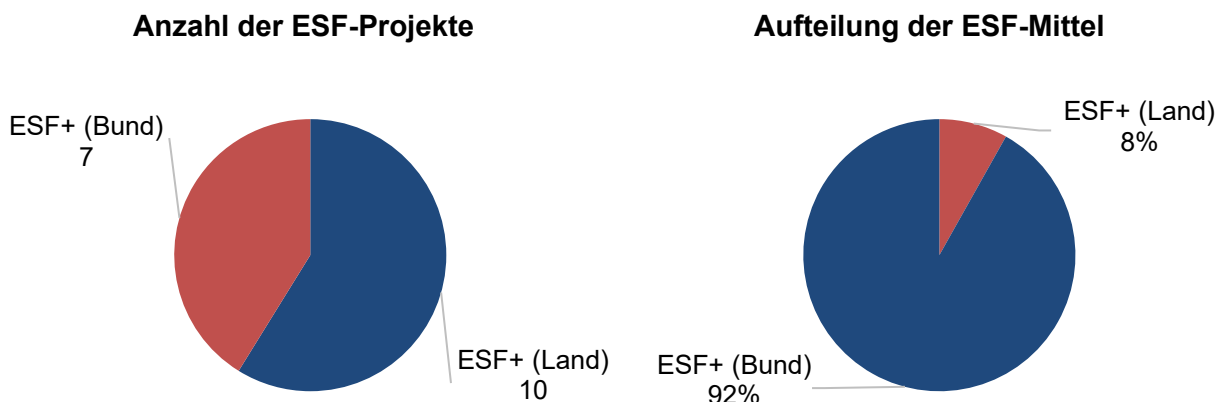 Anzahl der ESF-Projekte
ESF+ (Bund)
7
ESF+ (Land)
10
Aufteilung der ESF-Mittel
ESF+ (Land)
8%
ESF+ (Bund)
92%